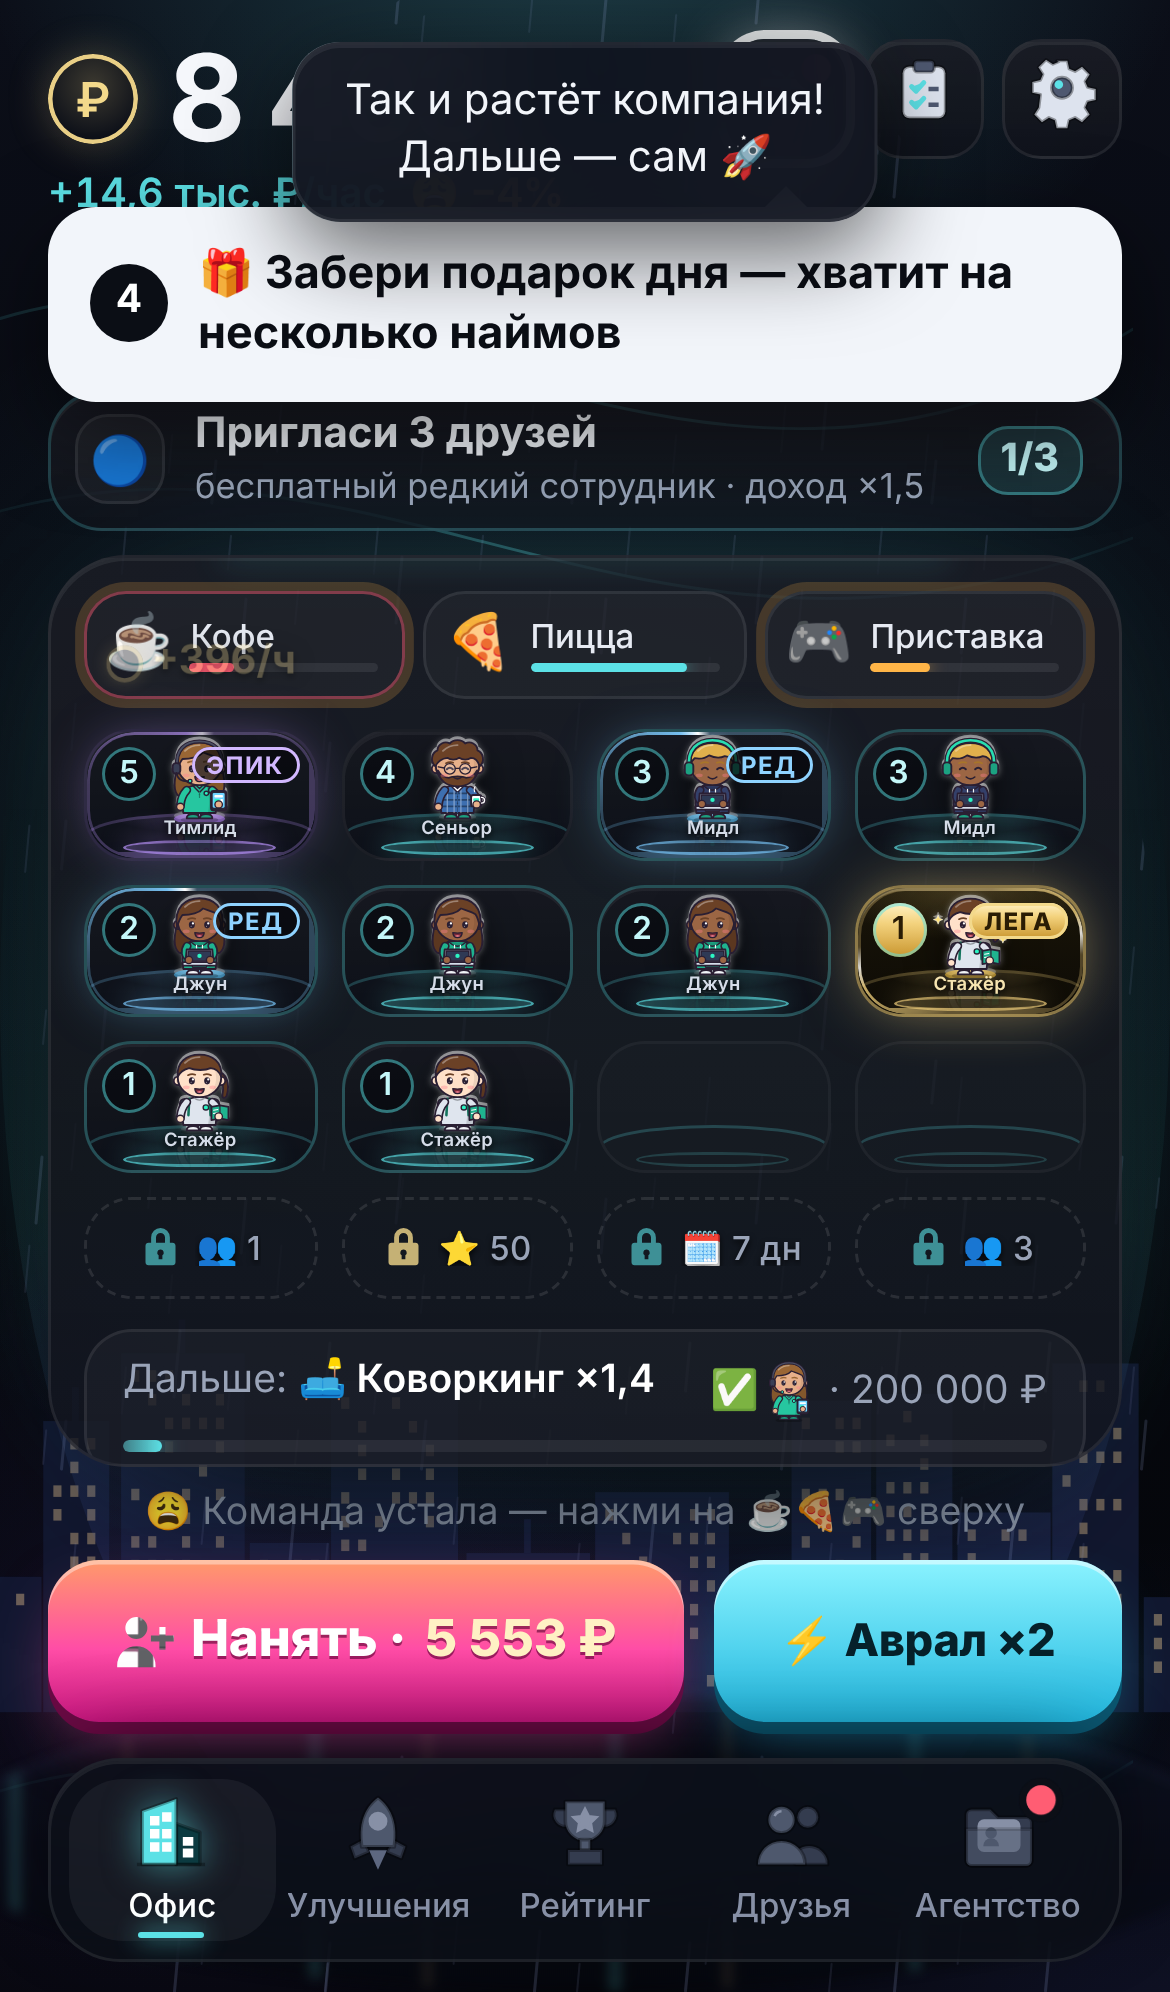 ₽ 8
Так и растёт компания!
Дальше — сам 🚀
+14,6 тыс. ₽/час 😩 −4%
4
🎁 Забери подарок дня — хватит на
несколько наймов
Пригласи 3 друзей
бесплатный редкий сотрудник · доход ×1,5
1/3
Кофе
+396/ч
Пицца
Приставка
5 ЭПИК
Тимлид
4
Сеньор
3 РЕД
Мидл
3
Мидл
2 РЕД
Джун
2
Джун
2
Джун
1 ЛЕГА
Стажёр
1
Стажёр
1
Стажёр
🔒 👥 1
🔒 ⭐ 50
🔒 🗓️ 7 дн
🔒 👥 3
Дальше: 🛋️ Коворкинг ×1,4
✅ · 200 000 ₽
😩 Команда устала — нажми на ☕🍕🎮 сверху
Нанять · 5 553 ₽
⚡ Аврал ×2
Офис
Улучшения
Рейтинг
Друзья
Агентство